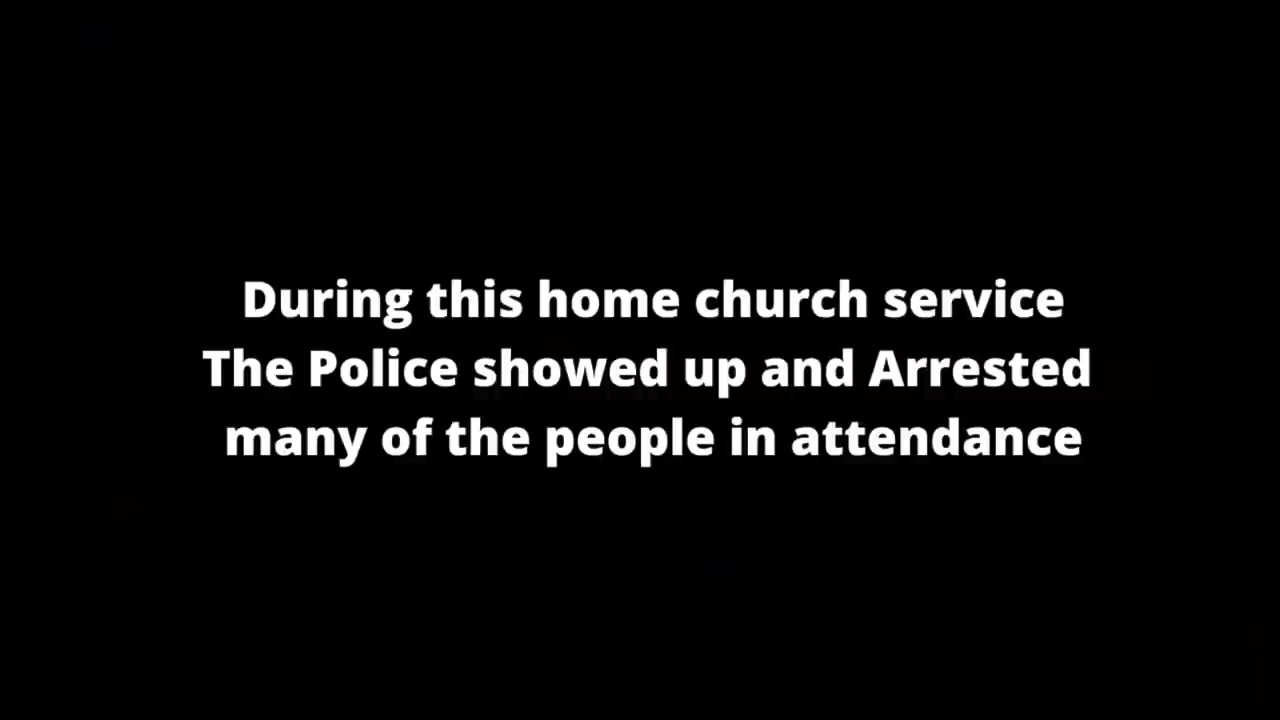 During this home church service
The Police showed up and Arrested
many of the people in attendance